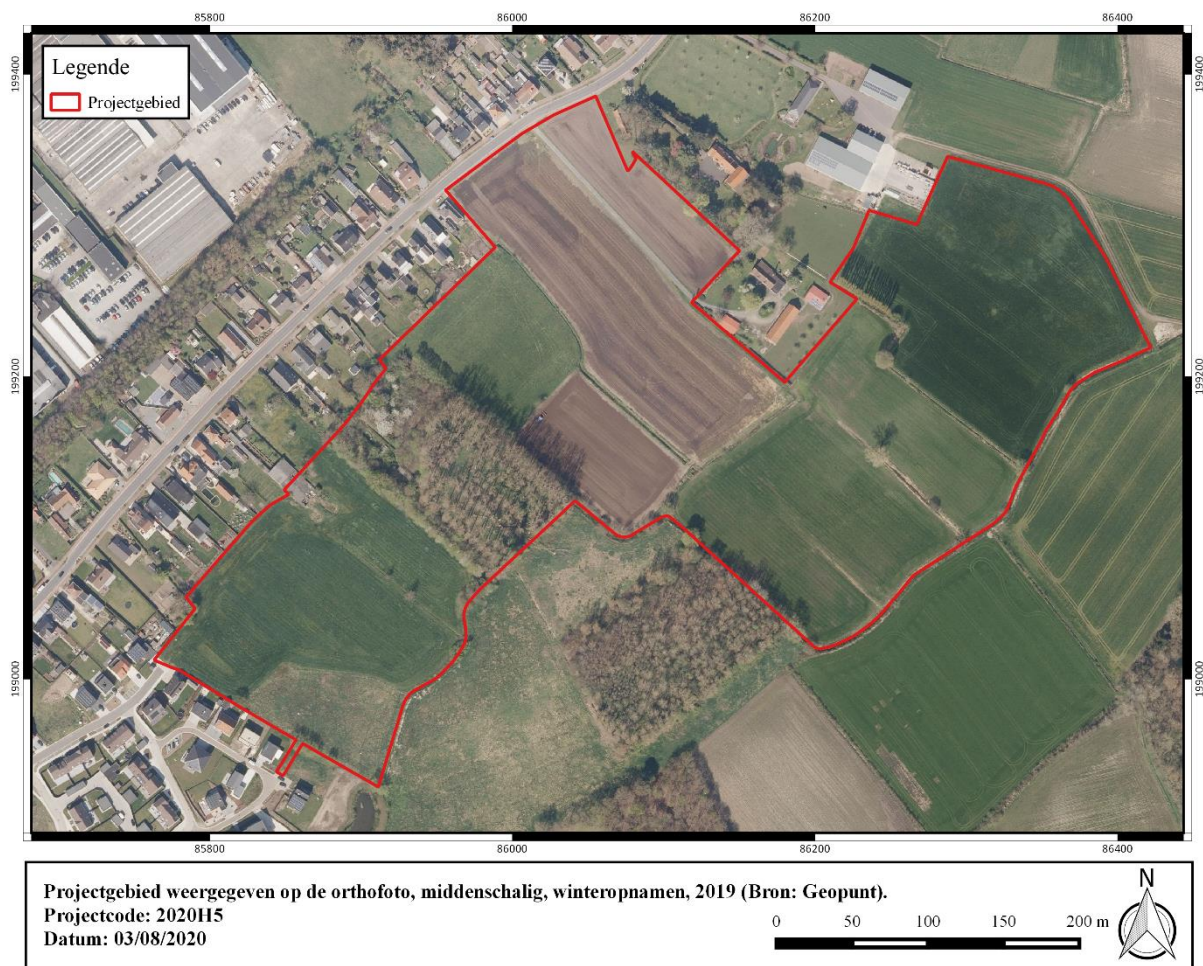 85800 86000 86200 86400
Legende
Projectgebied
199400 199400
199200 199200
199000 199000
85800 86000 86200 86400
Projectgebied weergegeven op de orthofoto, middenschalig, winteropnamen, 2019 (Bron: Geopunt).
Projectcode: 2020H5
Datum: 03/08/2020
0 50 100 150 200 m
N